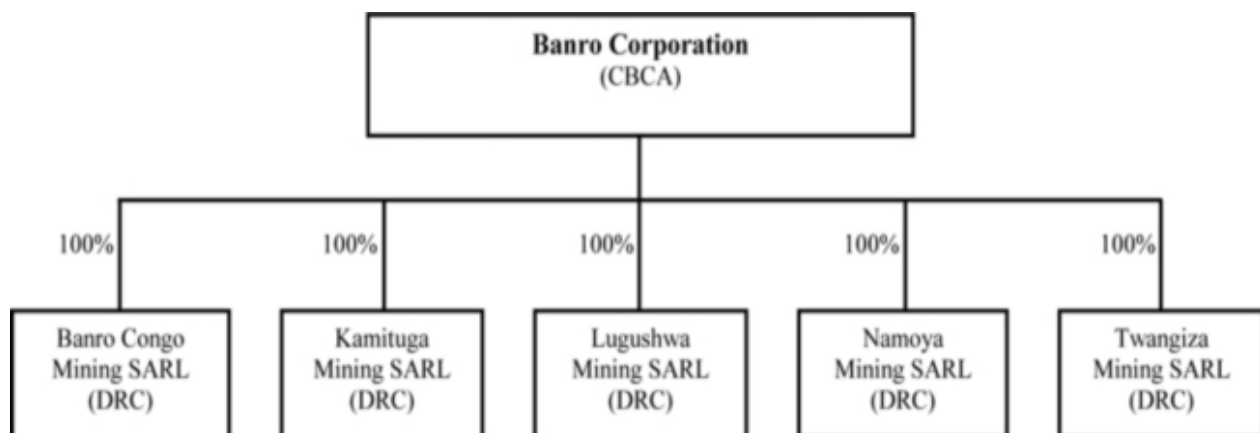 Banro Corporation
(CBCA)
100%
100%
100%
100%
100%
Banro Congo
Mining SARL
(DRC)
Kamituga
Mining SARL
(DRC)
Lugushwa
Mining SARL
(DRC)
Namoya
Mining SARL
(DRC)
Twangiza
Mining SARL
(DRC)